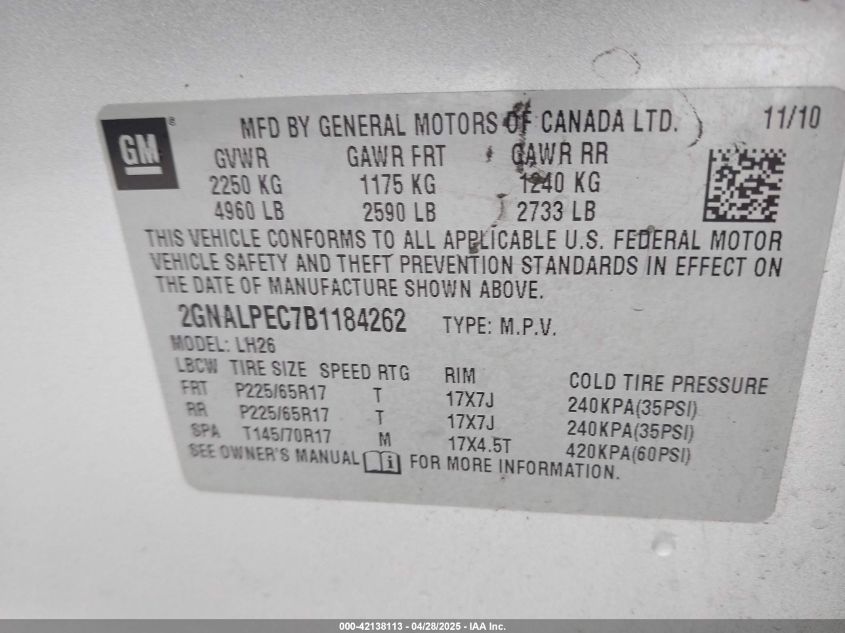 GM ® MFD BY GENERAL MOTORS OF CANADA LTD. 11/10
GVWR GAWR FRT GAWR RR
2250 KG 1175 KG 1240 KG
4960 LB 2590 LB 2733 LB
THIS VEHICLE CONFORMS TO ALL APPLICABLE U.S. FEDERAL MOTOR
VEHICLE SAFETY AND THEFT PREVENTION STANDARDS IN EFFECT ON
THE DATE OF MANUFACTURE SHOWN ABOVE.
2GNALPEC7B1184262 TYPE: M.P.V.
MODEL: LH26
LBCW TIRE SIZE SPEED RTG RIM COLD TIRE PRESSURE
FRT P225/65R17 T 17X7J 240KPA(35PSI)
RR P225/65R17 T 17X7J 240KPA(35PSI)
SPA T145/70R17 M 17X4.5T 420KPA(60PSI)
SEE OWNER'S MANUAL i FOR MORE INFORMATION.
000-42138113 - 04/28/2025 - IAA Inc.